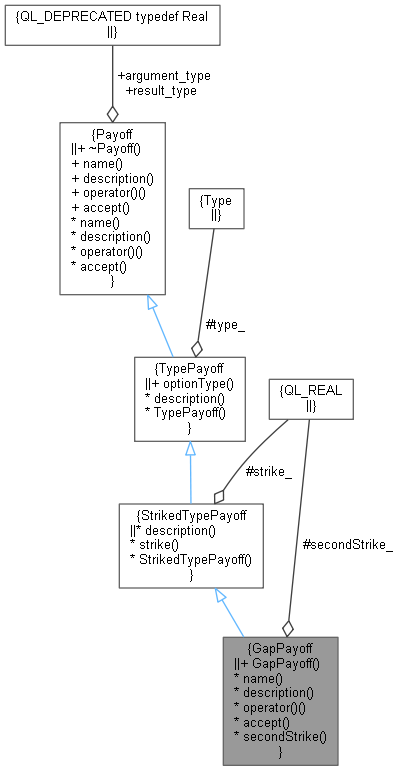 {QL_DEPRECATED typedef Real
||}
+argument_type
+result_type
{Payoff
||+ ~Payoff()
+ name()
+ description()
+ operator()()
+ accept()
* name()
* description()
* operator()()
* accept()
}
{Type
||}
#type_
{TypePayoff
||+ optionType()
* description()
* TypePayoff()
}
{QL_REAL
||}
#strike_
{StrikedTypePayoff
||* description()
* strike()
* StrikedTypePayoff()
}
#secondStrike_
{GapPayoff
||+ GapPayoff()
* name()
* description()
* operator()()
* accept()
* secondStrike()
}